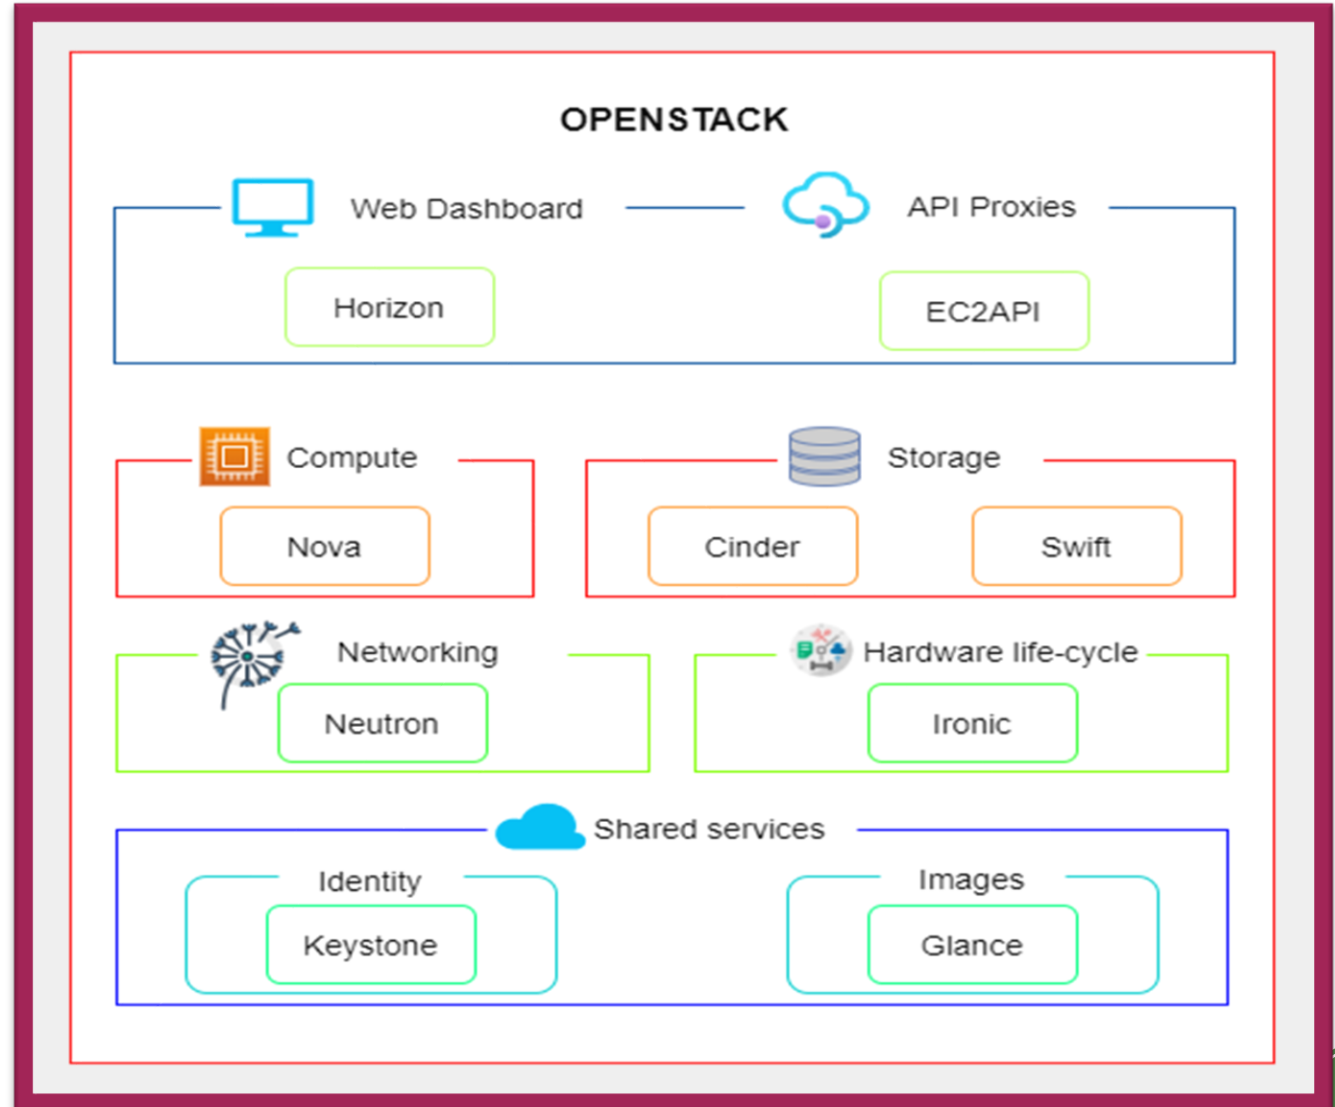 OPENSTACK
Web Dashboard
API Proxies
Horizon
EC2API
Compute
Storage
Nova
Cinder
Swift
Networking
Hardware life-cycle
Neutron
Ironic
Shared services
Identity
Images
Keystone
Glance